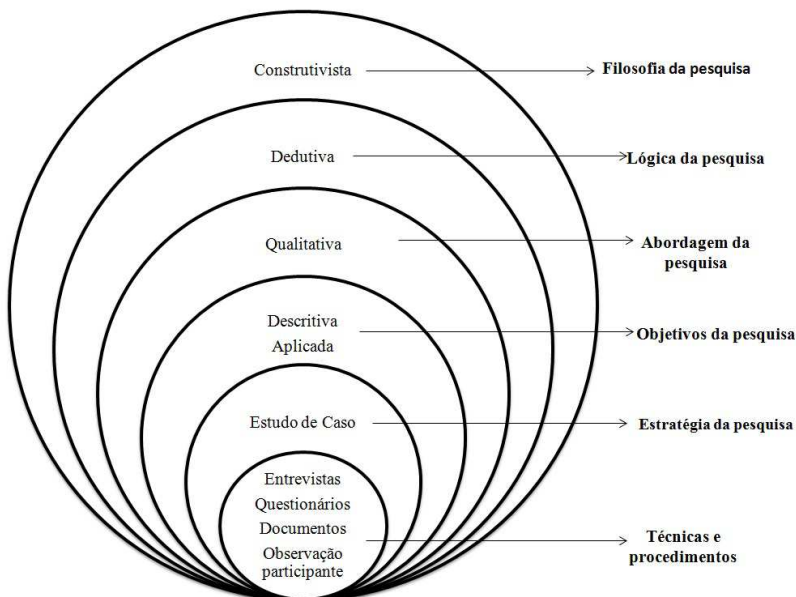 Construtivista
Filosofia da pesquisa
Dedutiva
Lógica da pesquisa
Qualitativa
Abordagem da
pesquisa
Descritiva
Aplicada
Objetivos da pesquisa
Estudo de Caso
Estratégia da pesquisa
Entrevistas
Questionários
Documentos
Observação
participante
Técnicas e
procedimentos